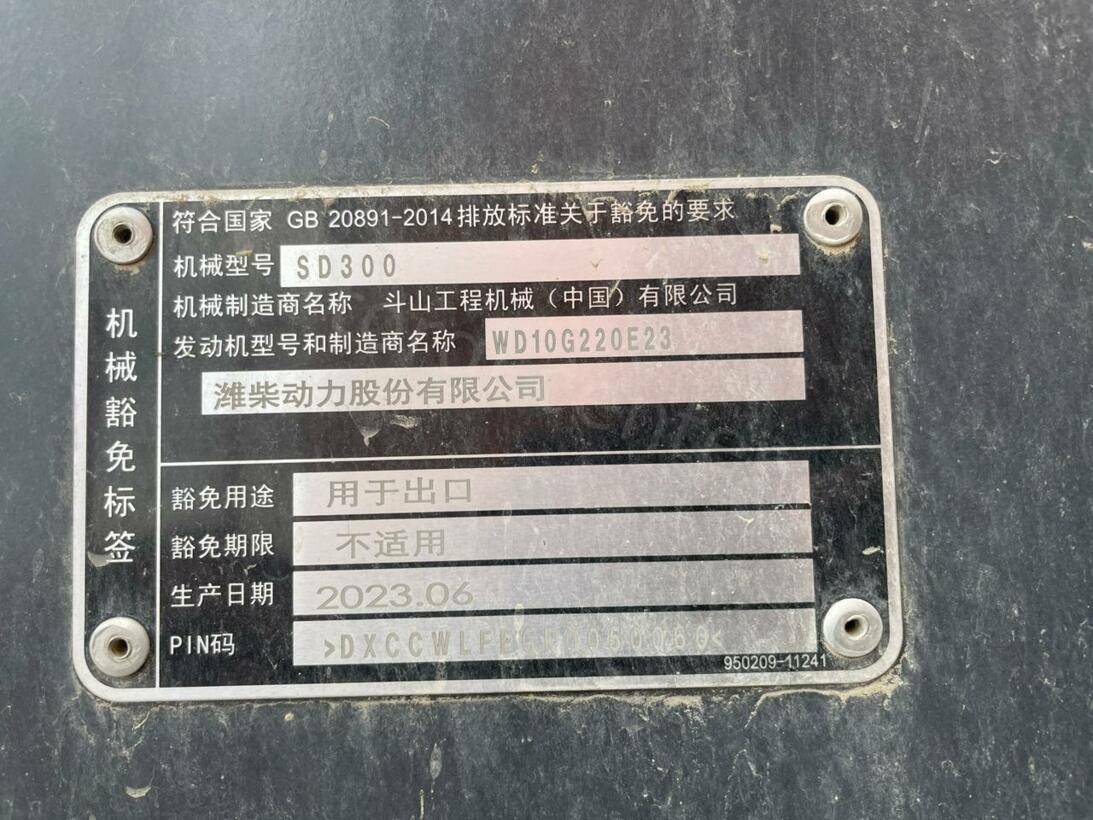 机械豁免标签
符合国家 GB 20891-2014 排放标准关于豁免的要求
机械型号 SD300
机械制造商名称 斗山工程机械（中国）有限公司
发动机型号和制造商名称 WD10G220E23
潍柴动力股份有限公司
豁免用途 用于出口
豁免期限 不适用
生产日期 2023.06
PIN码
950209-11241